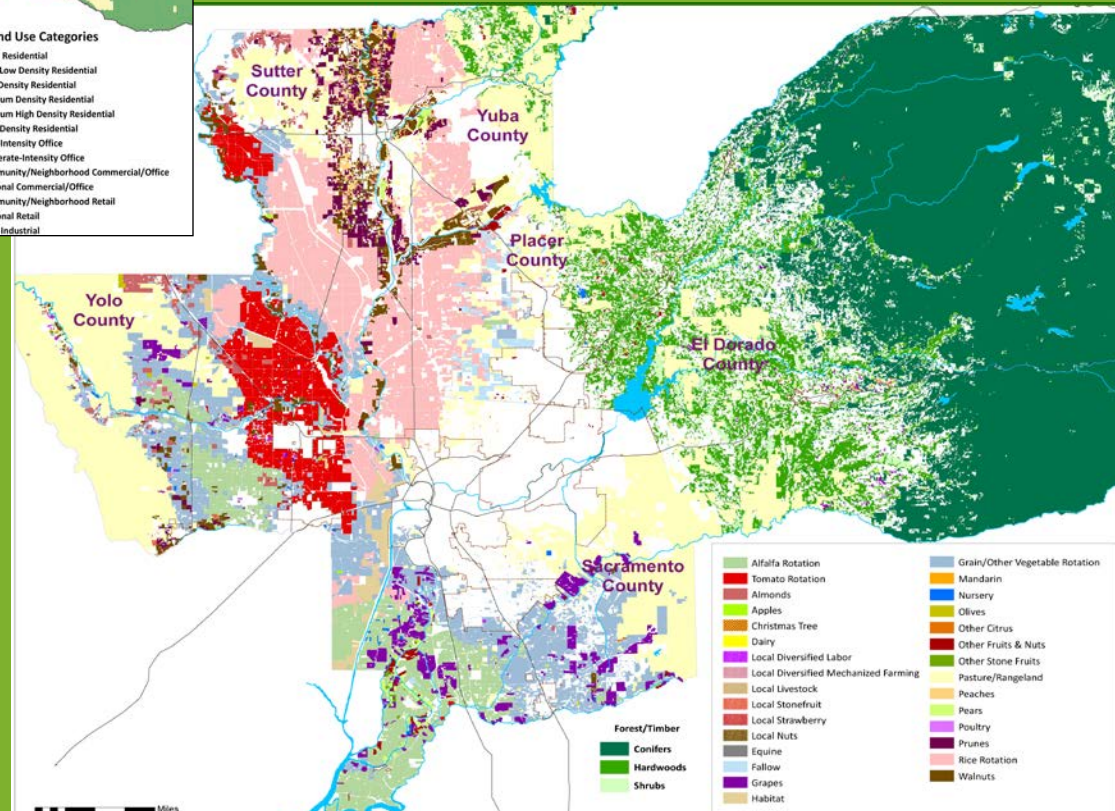 nd Use Categories
Residential
Low Density Residential
Density Residential
um Density Residential
um High Density Residential
Density Residential
Intensity Office
erate-Intensity Office
munity/Neighborhood Commercial/Office
onal Commercial/Office
munity/Neighborhood Retail
onal Retail
Industrial
Sutter
County
Yuba
County
Placer
County
Yolo
County
El Dorado
County
Sacramento
County
Forest/Timber
Conifers
Hardwoods
Shrubs
Alfalfa Rotation
Tomato Rotation
Almonds
Apples
Christmas Tree
Dairy
Local Diversified Labor
Local Diversified Mechanized Farming
Local Livestock
Local Stonefruit
Local Strawberry
Local Nuts
Equine
Fallow
Grapes
Habitat
Grain/Other Vegetable Rotation
Mandarin
Nursery
Olives
Other Citrus
Other Fruits & Nuts
Other Stone Fruits
Pasture/Rangeland
Peaches
Pears
Poultry
Prunes
Rice Rotation
Walnuts
Miles